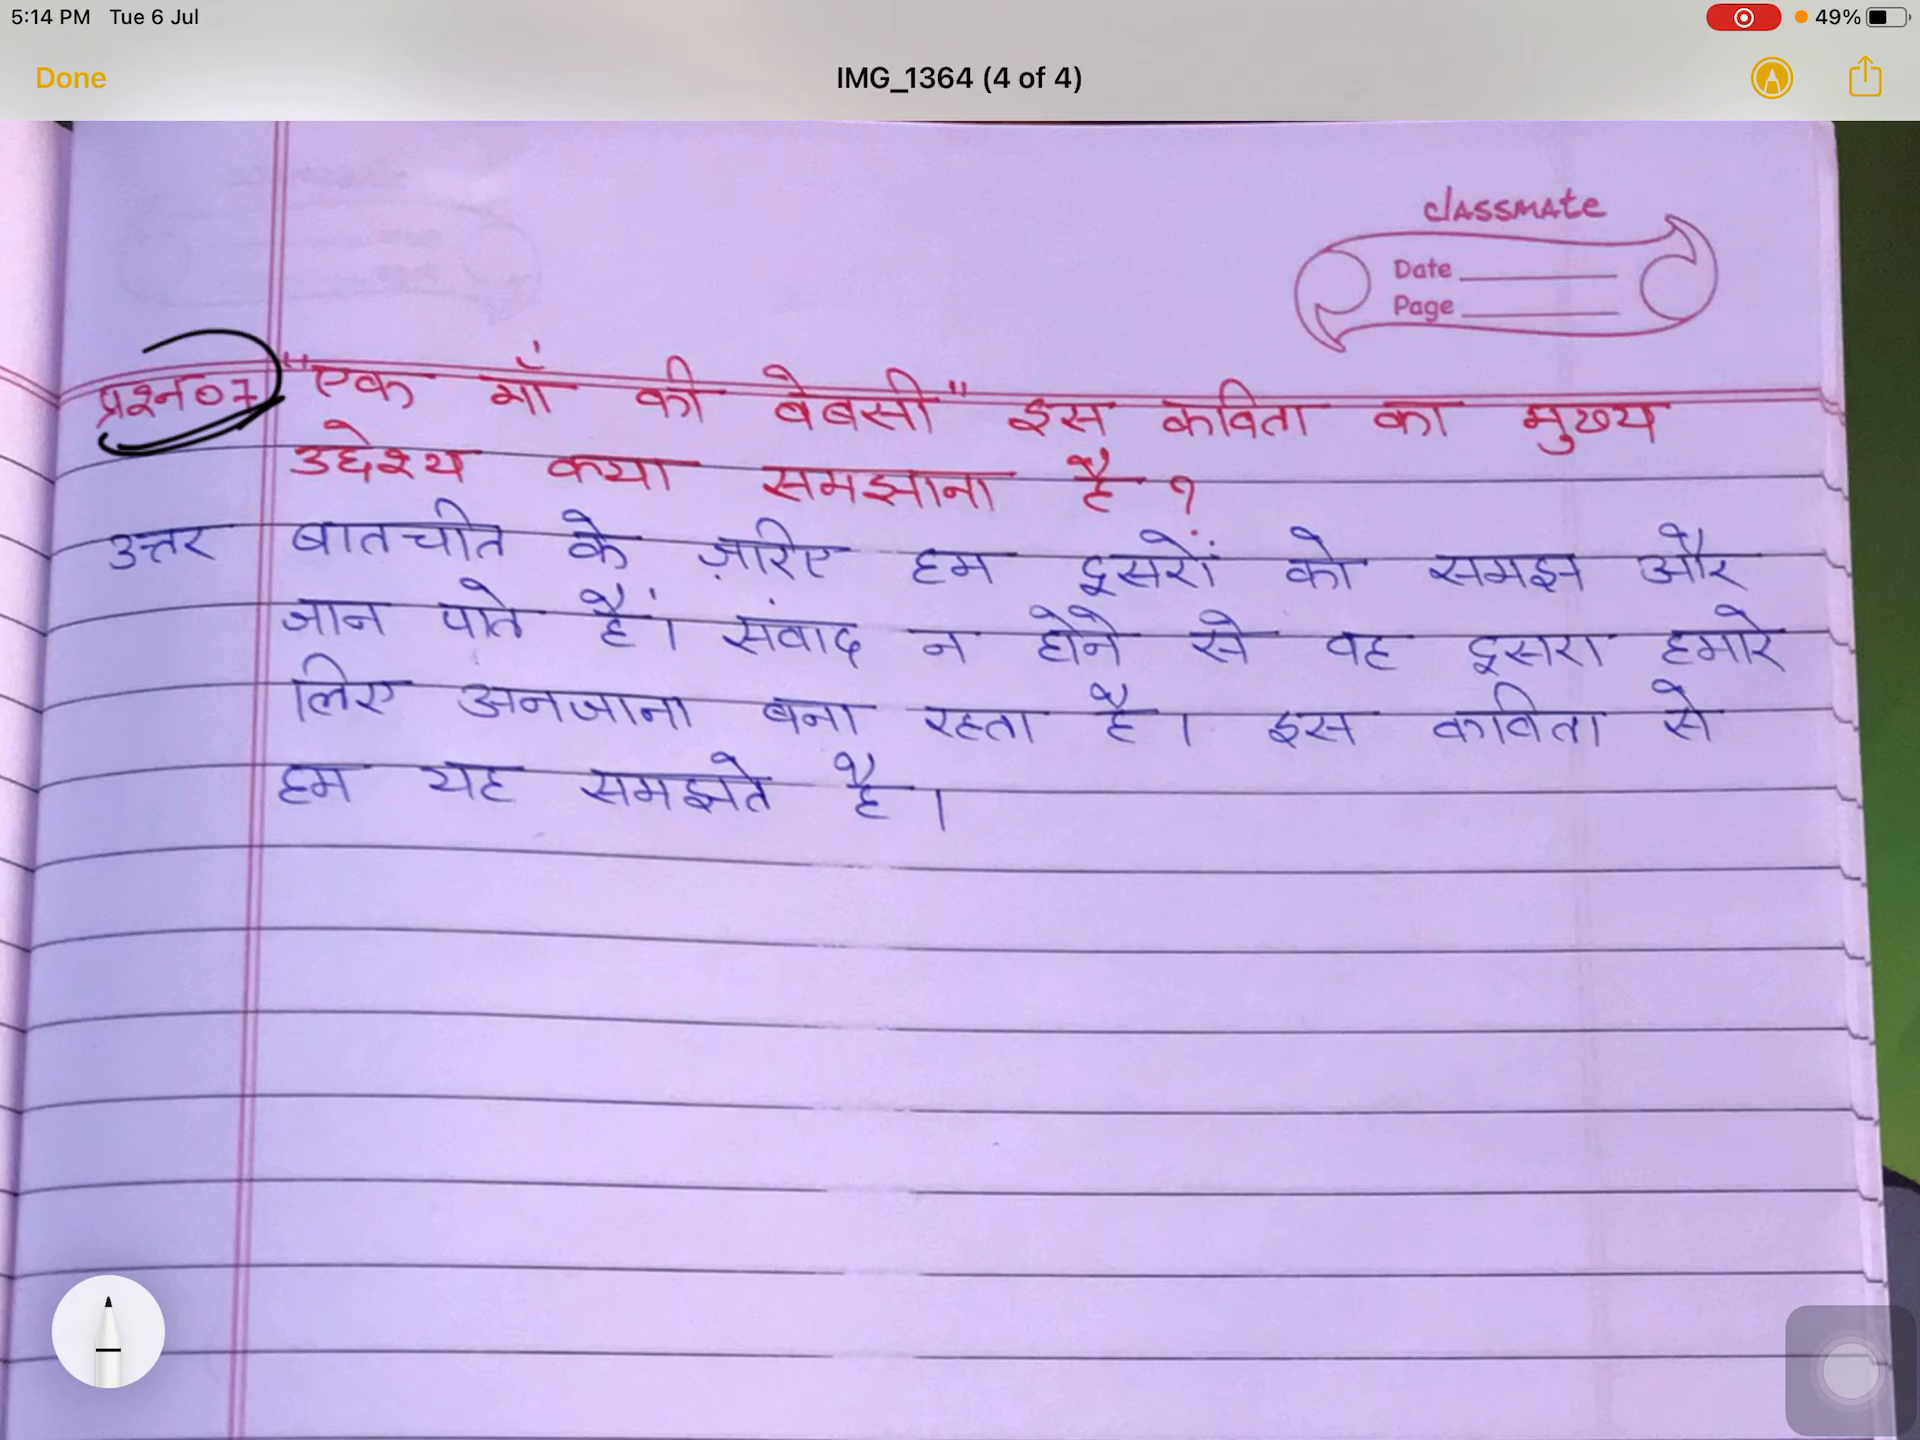 5:14 PM Tue 6 Jul
49%
Done
IMG_1364 (4 of 4)
classmate
Date
Page
प्रश्न०7 "एक माँ की बेबसी" इस कविता का मुख्य
उद्देश्य क्या समझाना है ?
उत्तर बातचीत के ज़रिए हम दूसरों को समझ और
जान पाते हैं। संवाद न होने से वह दूसरा हमारे
लिए अनजाना बना रहता है। इस कविता से
हम यह समझते है।